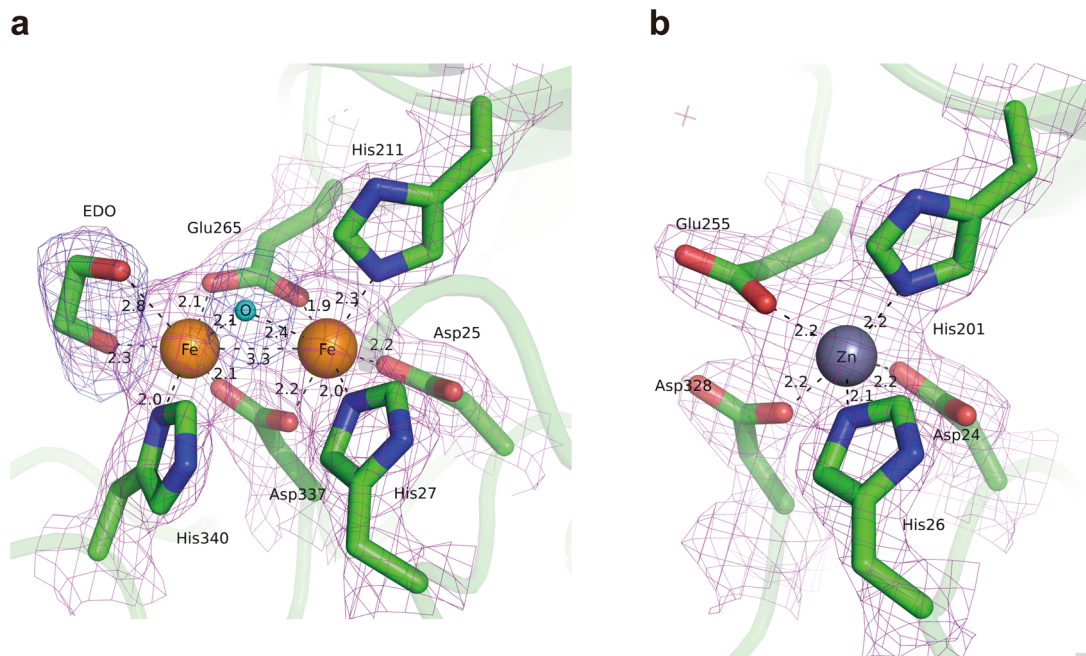 a
b
His211
EDO
Glu265
O
2.8
2.1
2.1
1.9
2.3
2.4
Fe
Fe
2.3
3.3
2.2
Asp25
2.1
2.2
2.0
2.0
Asp337
His27
His340
Glu255
2.2
2.2
His201
Zn
Asp328
2.2
2.2
2.1
Asp24
His26